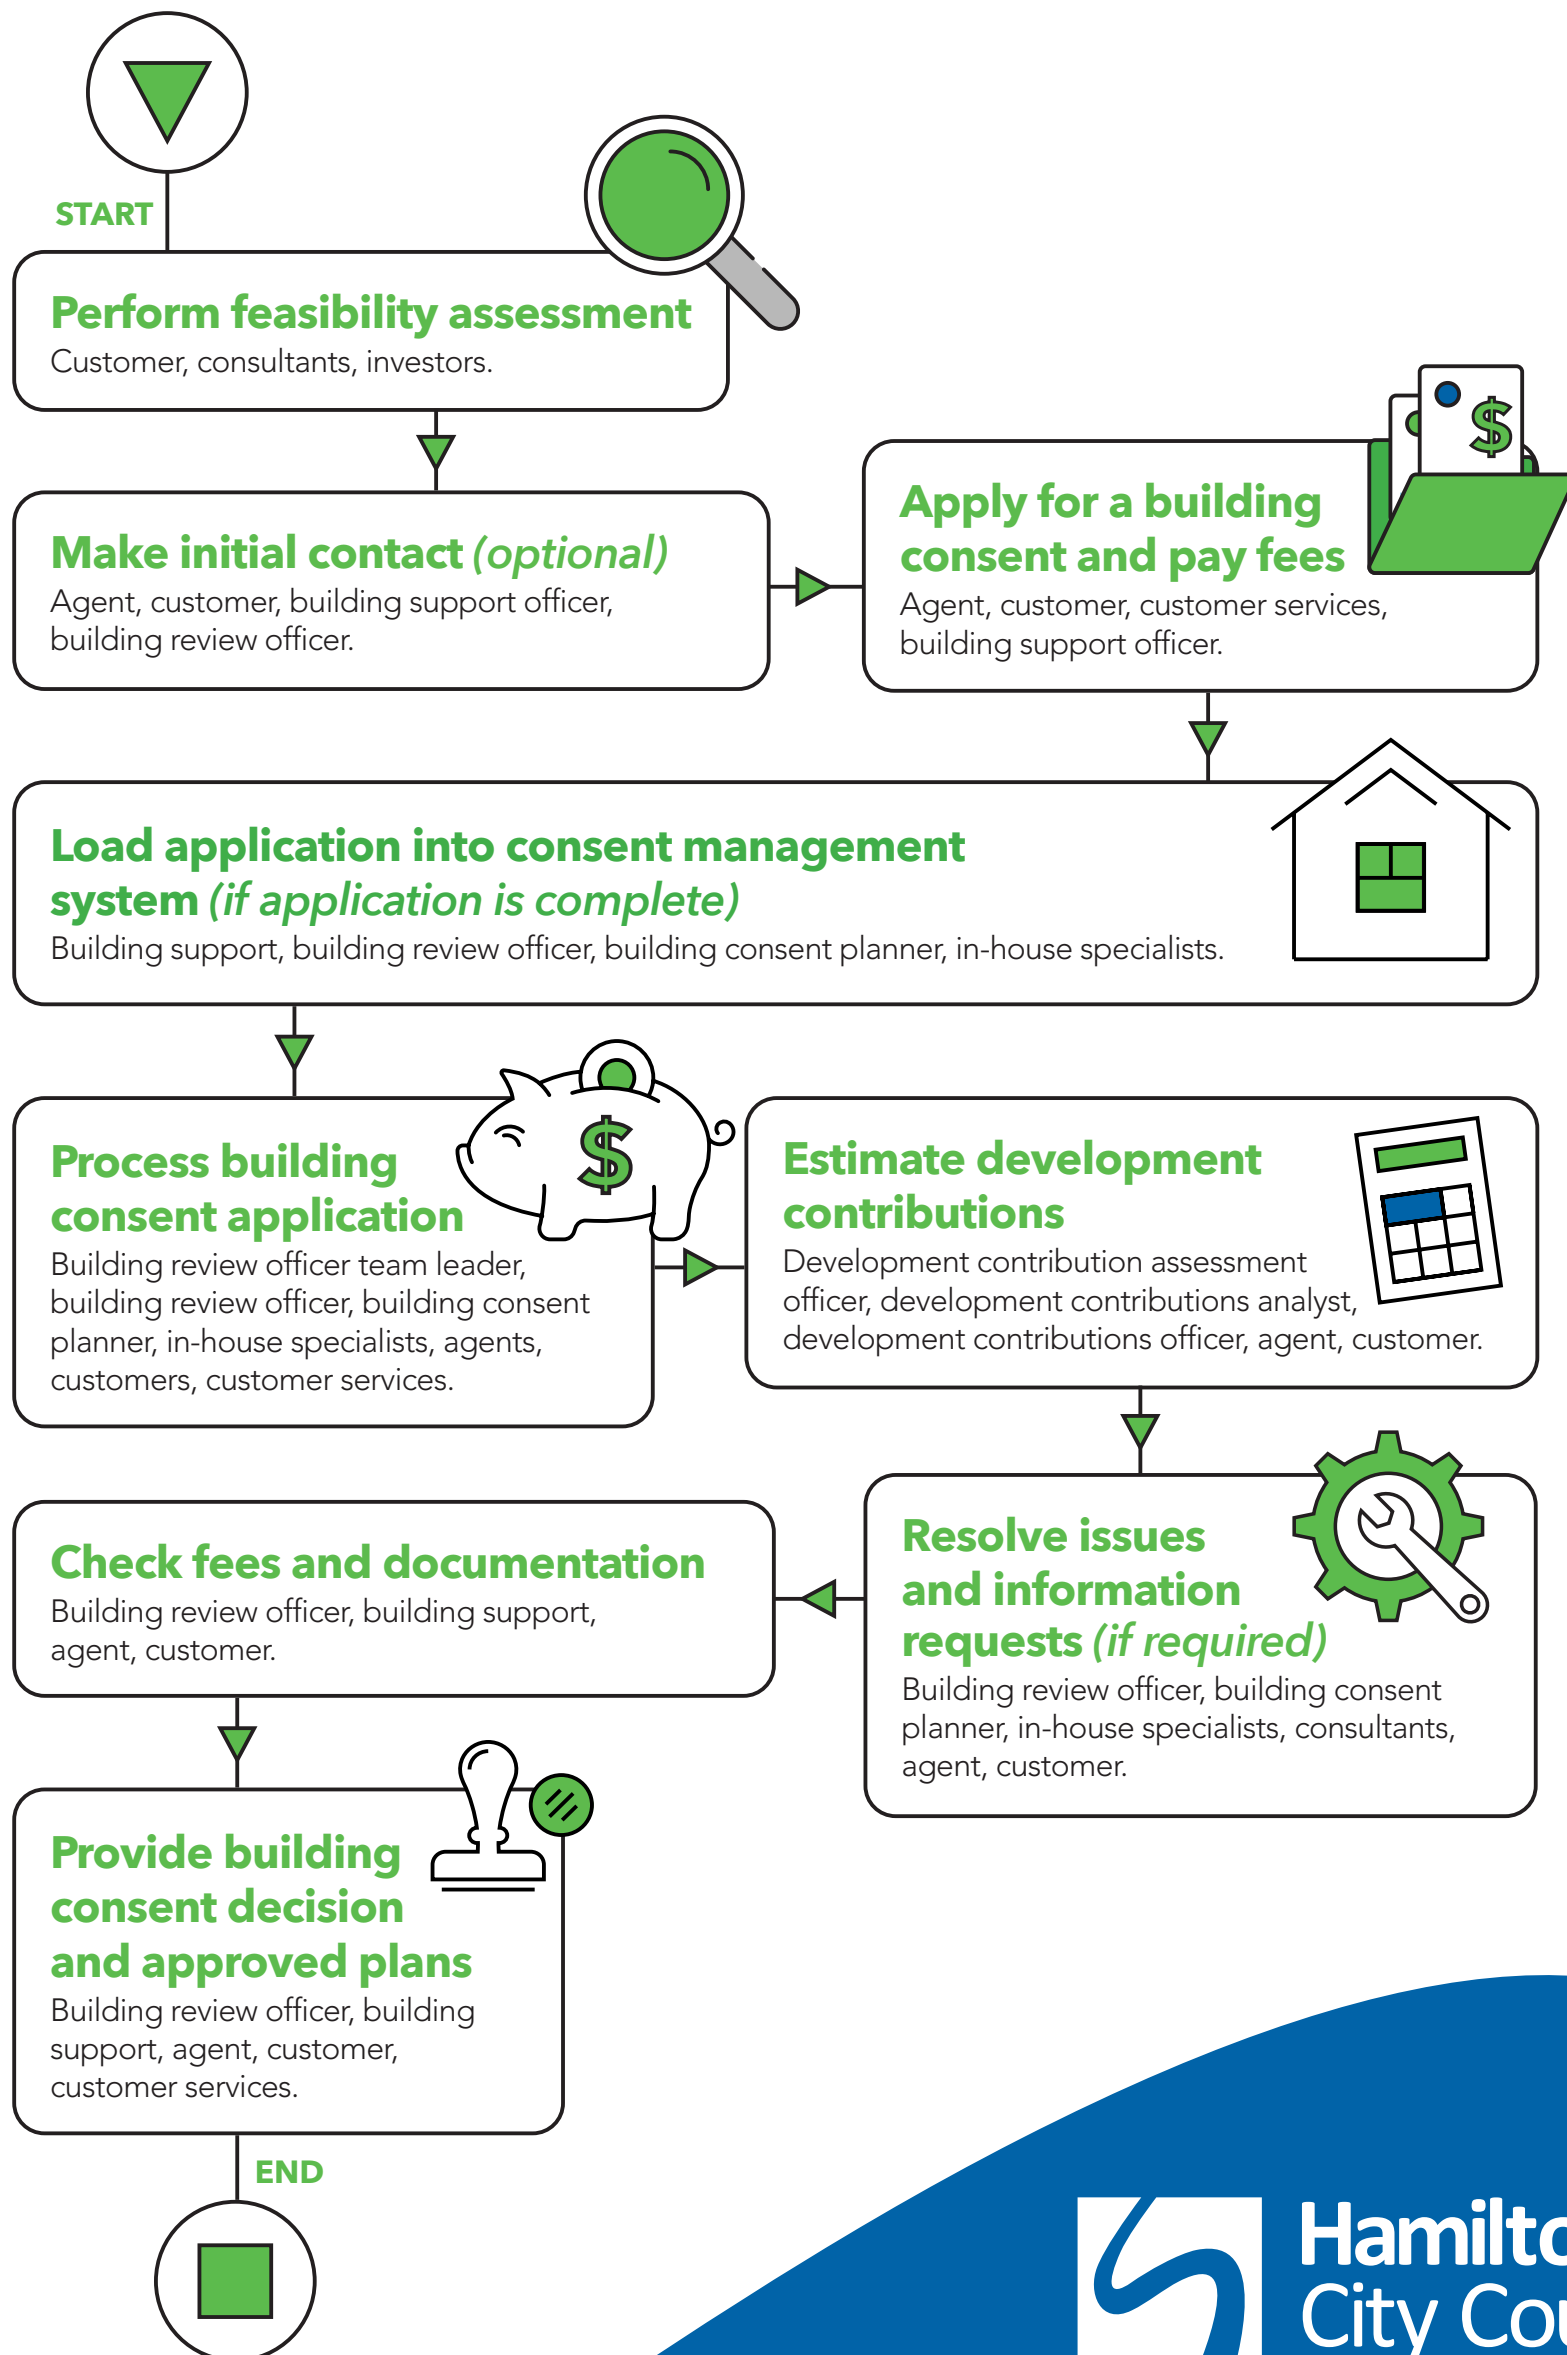 START
Perform feasibility assessment
Customer, consultants, investors.
Make initial contact (optional)
Agent, customer, building support officer,
building review officer.
Apply for a building
consent and pay fees
Agent, customer, customer services,
building support officer.
$
Load application into consent management
system (if application is complete)
Building support, building review officer, building consent planner, in-house specialists.
Process building
consent application
Building review officer team leader,
building review officer, building consent
planner, in-house specialists, agents,
customers, customer services.
$
Estimate development
contributions
Development contribution assessment
officer, development contributions analyst,
development contributions officer, agent, customer.
Resolve issues
and information
requests (if required)
Building review officer, building consent
planner, in-house specialists, consultants,
agent, customer.
Check fees and documentation
Building review officer, building support,
agent, customer.
Provide building
consent decision
and approved plans
Building review officer, building
support, agent, customer,
customer services.
END
City